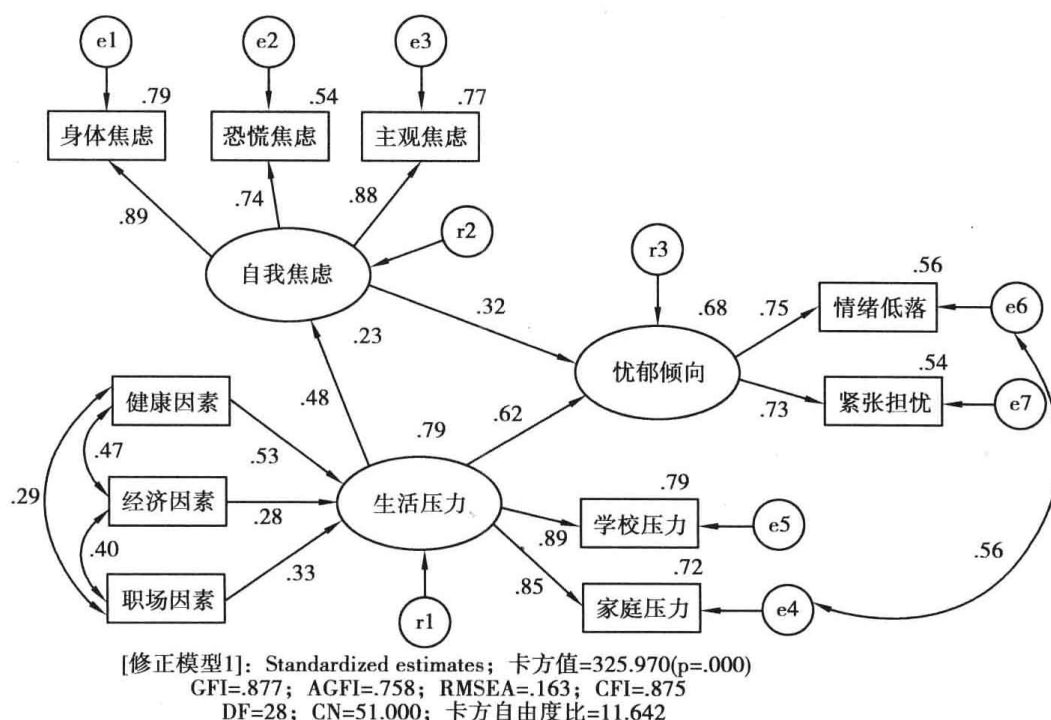 e1
e2
e3
.79
.54
.77
身体焦虑
恐慌焦虑
主观焦虑
.89
.74
.88
r2
自我焦虑
r3
.23
.32
.68
.75
.56
情绪低落
e6
忧郁倾向
.54
.73
紧张担忧
e7
健康因素
.48
.62
.47
.53
.79
.29
经济因素
.28
生活压力
.79
.89
学校压力
e5
.40
.33
.56
职场因素
r1
.85
.72
家庭压力
e4
[修正模型1]: Standardized estimates; 卡方值=325.970(p=.000)
GFI=.877; AGFI=.758; RMSEA=.163; CFI=.875
DF=28; CN=51.000; 卡方自由度比=11.642